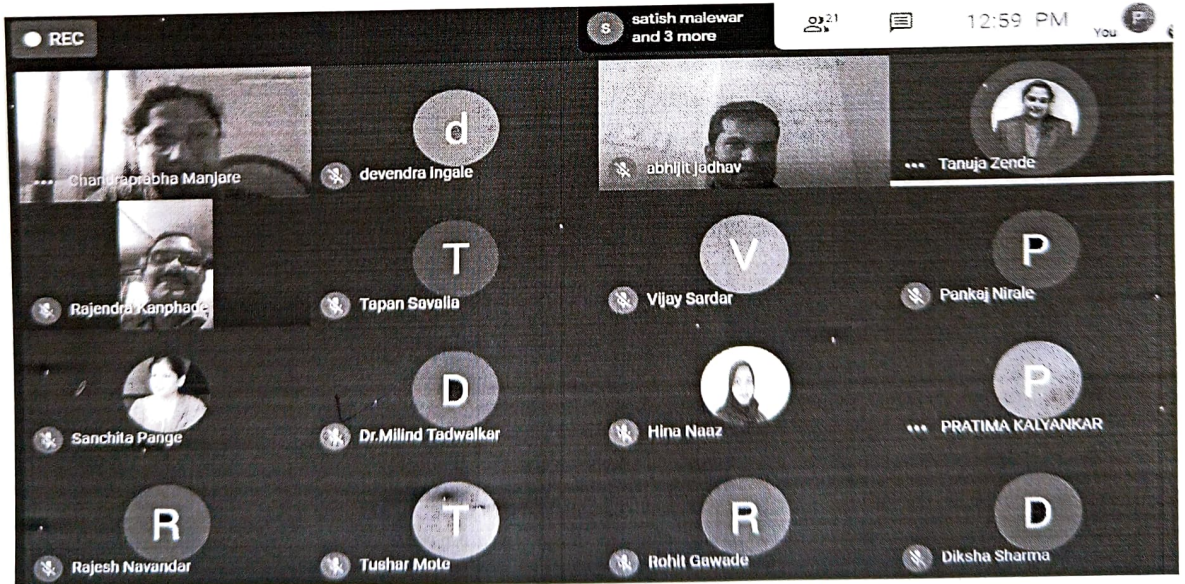 REC
satish malewar
and 3 more
S
21
12:59 PM
You
P
Chandraprabha Manjare
d
devendra Ingale
abhijit jadhav
Tanuja Zende
Rajendra Kanphade
T
Tapan Savalia
V
Vijay Sardar
P
Pankaj Nirale
Sanchita Pange
D
Dr.Milind Tadwalkar
Hina Naaz
P
PRATIMA KALYANKAR
R
Rajesh Navandar
T
Tushar Mote
R
Rohit Gawade
D
Diksha Sharma